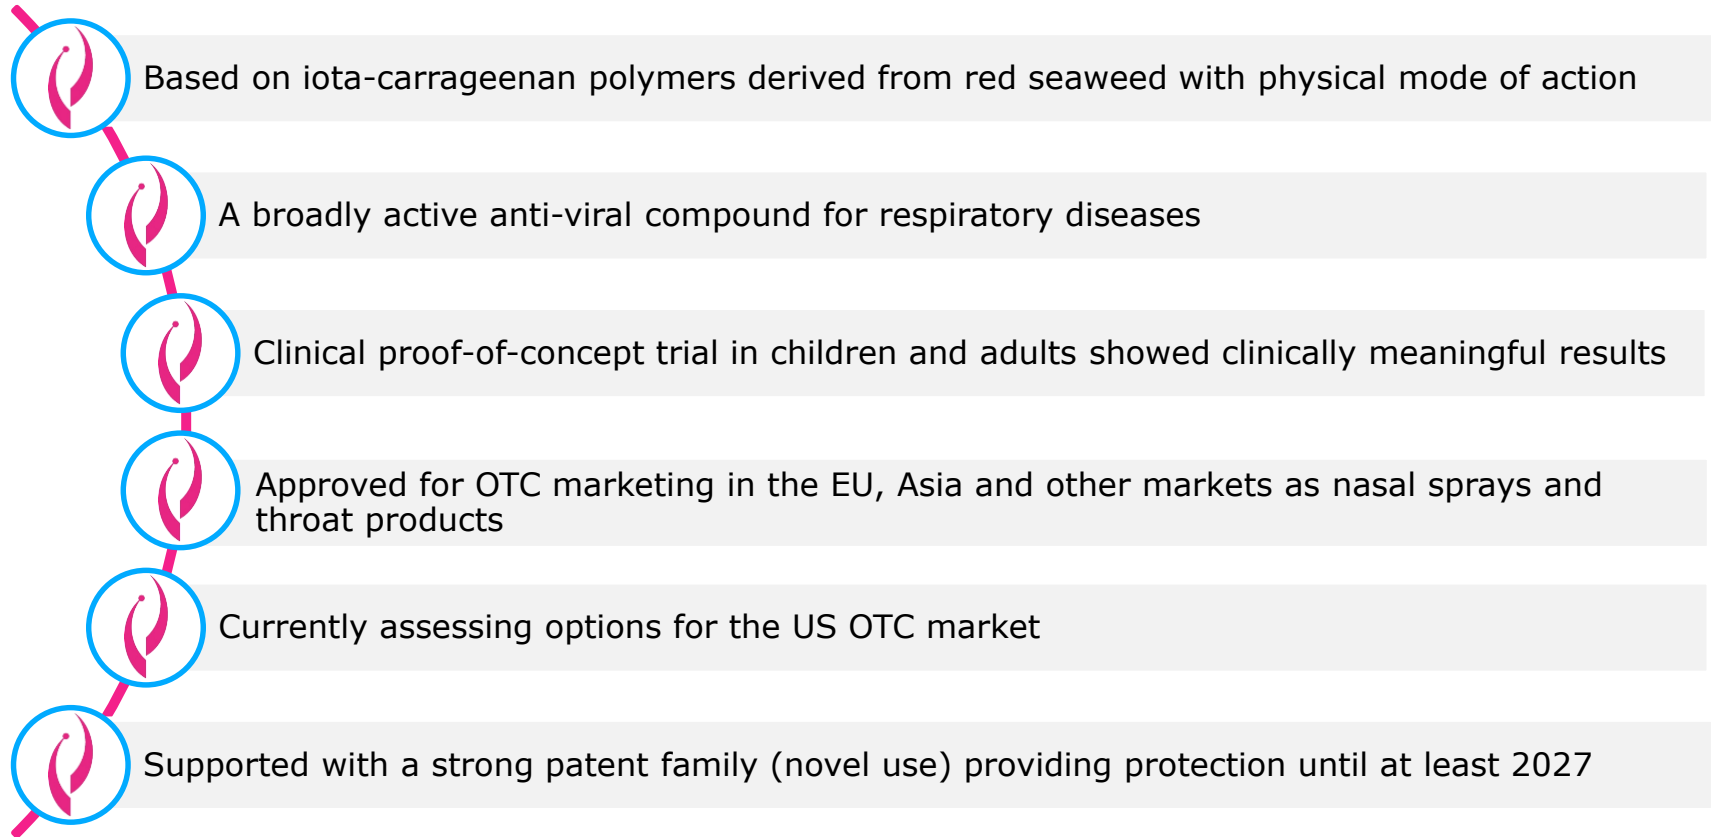 Based on iota-carrageenan polymers derived from red seaweed with physical mode of action
A broadly active anti-viral compound for respiratory diseases
Clinical proof-of-concept trial in children and adults showed clinically meaningful results
Approved for OTC marketing in the EU, Asia and other markets as nasal sprays and
throat products
Currently assessing options for the US OTC market
Supported with a strong patent family (novel use) providing protection until at least 2027